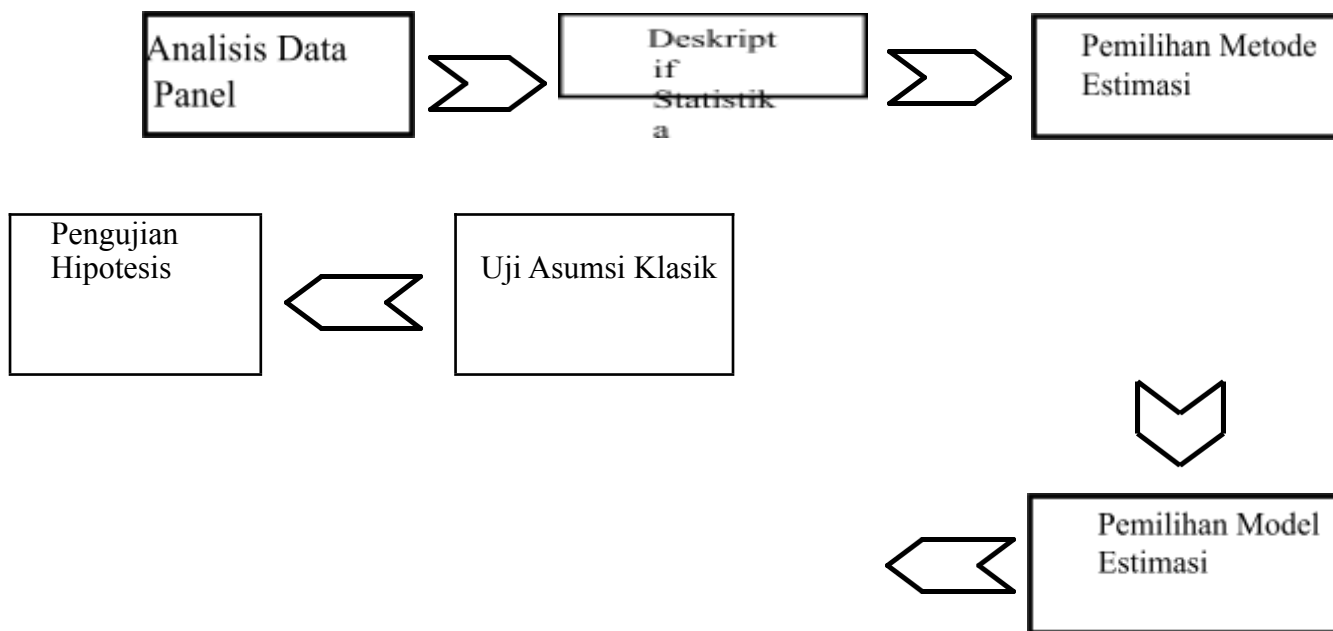 Analisis Data
Panel
Deskript
if
Statistik
a
Pemilihan Metode
Estimasi
Pengujian
Hipotesis
Uji Asumsi Klasik
Pemilihan Model
Estimasi